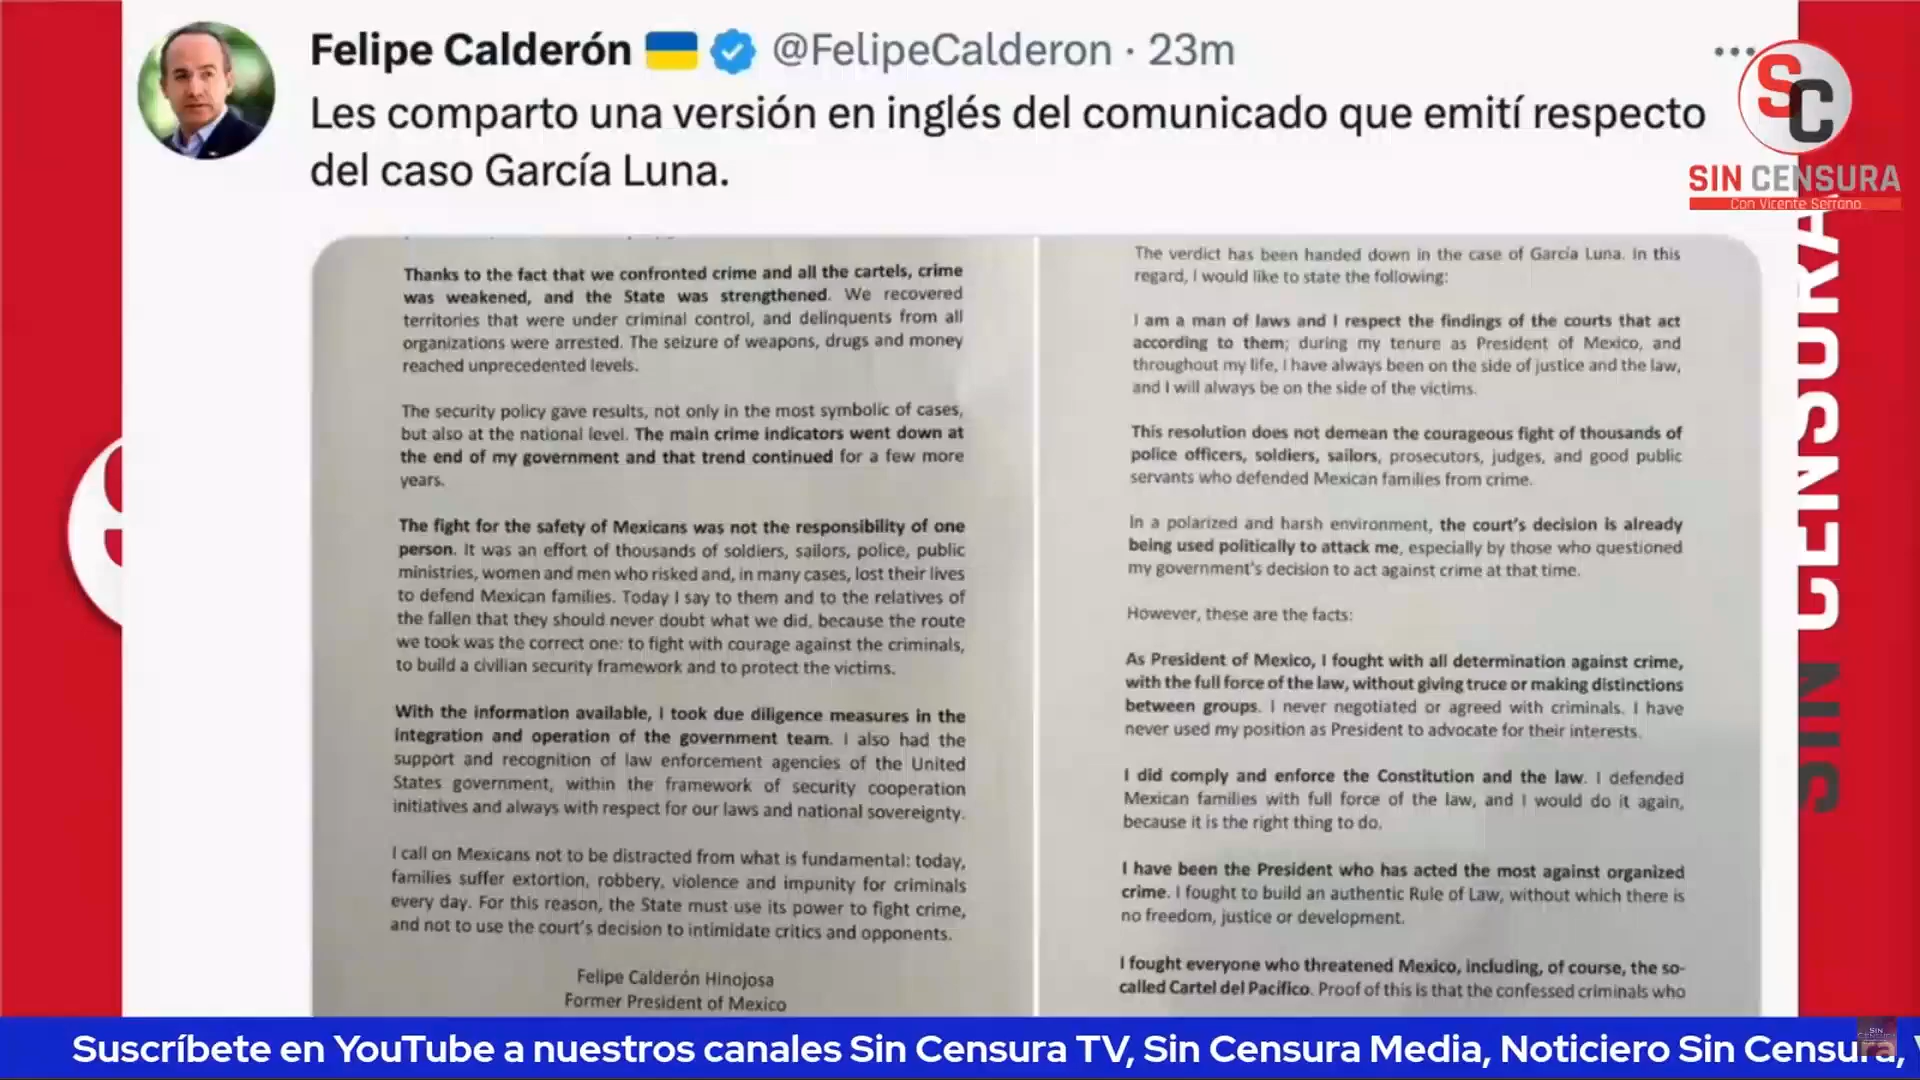 Felipe Calderón @FelipeCalderon · 23m
Les comparto una versión en inglés del comunicado que emití respecto
del caso García Luna.
SC
SIN CENSURA
Con Vicente Serrano
Thanks to the fact that we confronted crime and all the cartels, crime
was weakened, and the State was strengthened. We recovered
territories that were under criminal control, and delinquents from all
organizations were arrested. The seizure of weapons, drugs and money
reached unprecedented levels.
The security policy gave results, not only in the most symbolic of cases,
but also at the national level. The main crime indicators went down at
the end of my government and that trend continued for a few more
years.
The fight for the safety of Mexicans was not the responsibility of one
person. It was an effort of thousands of soldiers, sailors, police, public
ministries, women and men who risked and, in many cases, lost their lives
to defend Mexican families. Today I say to them and to the relatives of
the fallen that they should never doubt what we did, because the route
we took was the correct one: to fight with courage against the criminals,
to build a civilian security framework and to protect the victims.
With the information available, I took due diligence measures in the
integration and operation of the government team. I also had the
support and recognition of law enforcement agencies of the United
States government, within the framework of security cooperation
initiatives and always with respect for our laws and national sovereignty.
I call on Mexicans not to be distracted from what is fundamental: today,
families suffer extortion, robbery, violence and impunity for criminals
every day. For this reason, the State must use its power to fight crime,
and not to use the court's decision to intimidate critics and opponents.
Felipe Calderón Hinojosa
Former President of Mexico
The verdict has been handed down in the case of García Luna. In this
regard, I would like to state the following:
I am a man of laws and I respect the findings of the courts that act
according to them; during my tenure as President of Mexico, and
throughout my life, I have always been on the side of justice and the law,
and I will always be on the side of the victims.
This resolution does not demean the courageous fight of thousands of
police officers, soldiers, sailors, prosecutors, judges, and good public
servants who defended Mexican families from crime.
In a polarized and harsh environment, the court's decision is already
being used politically to attack me, especially by those who questioned
my government's decision to act against crime at that time.
However, these are the facts:
As President of Mexico, I fought with all determination against crime,
with the full force of the law, without giving truce or making distinctions
between groups. I never negotiated or agreed with criminals. I have
never used my position as President to advocate for their interests.
I did comply and enforce the Constitution and the law. I defended
Mexican families with full force of the law, and I would do it again,
because it is the right thing to do.
I have been the President who has acted the most against organized
crime. I fought to build an authentic Rule of Law, without which there is
no freedom, justice or development.
I fought everyone who threatened Mexico, including, of course, the so-
called Cartel del Pacífico. Proof of this is that the confessed criminals who
SIN CENSURA
Suscríbete en YouTube a nuestros canales Sin Censura TV, Sin Censura Media, Noticiero Sin Censura,